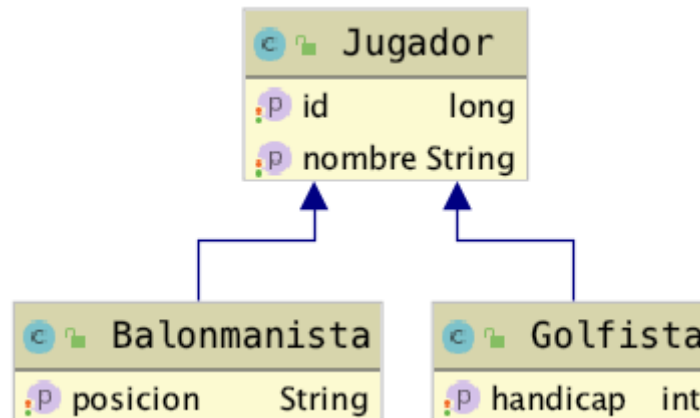 Jugador
id long
nombre String
Balonmanista
posicion String
Golfista
handicap int